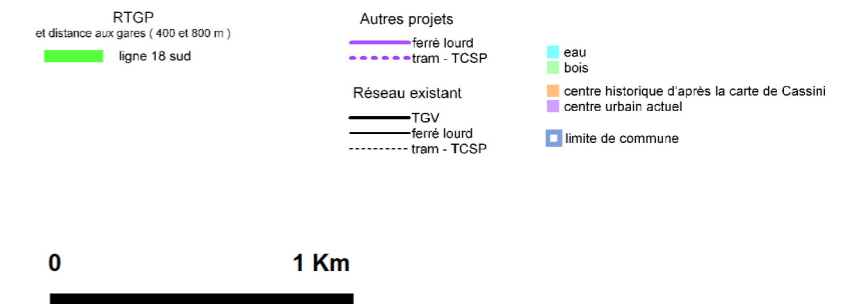 RTGP
et distance aux gares ( 400 et 800 m )
ligne 18 sud
Autres projets
ferré lourd
tram - TCSP
Réseau existant
TGV
ferré lourd
tram - TCSP
eau
bois
centre historique d'après la carte de Cassini
centre urbain actuel
limite de commune
0 1 Km